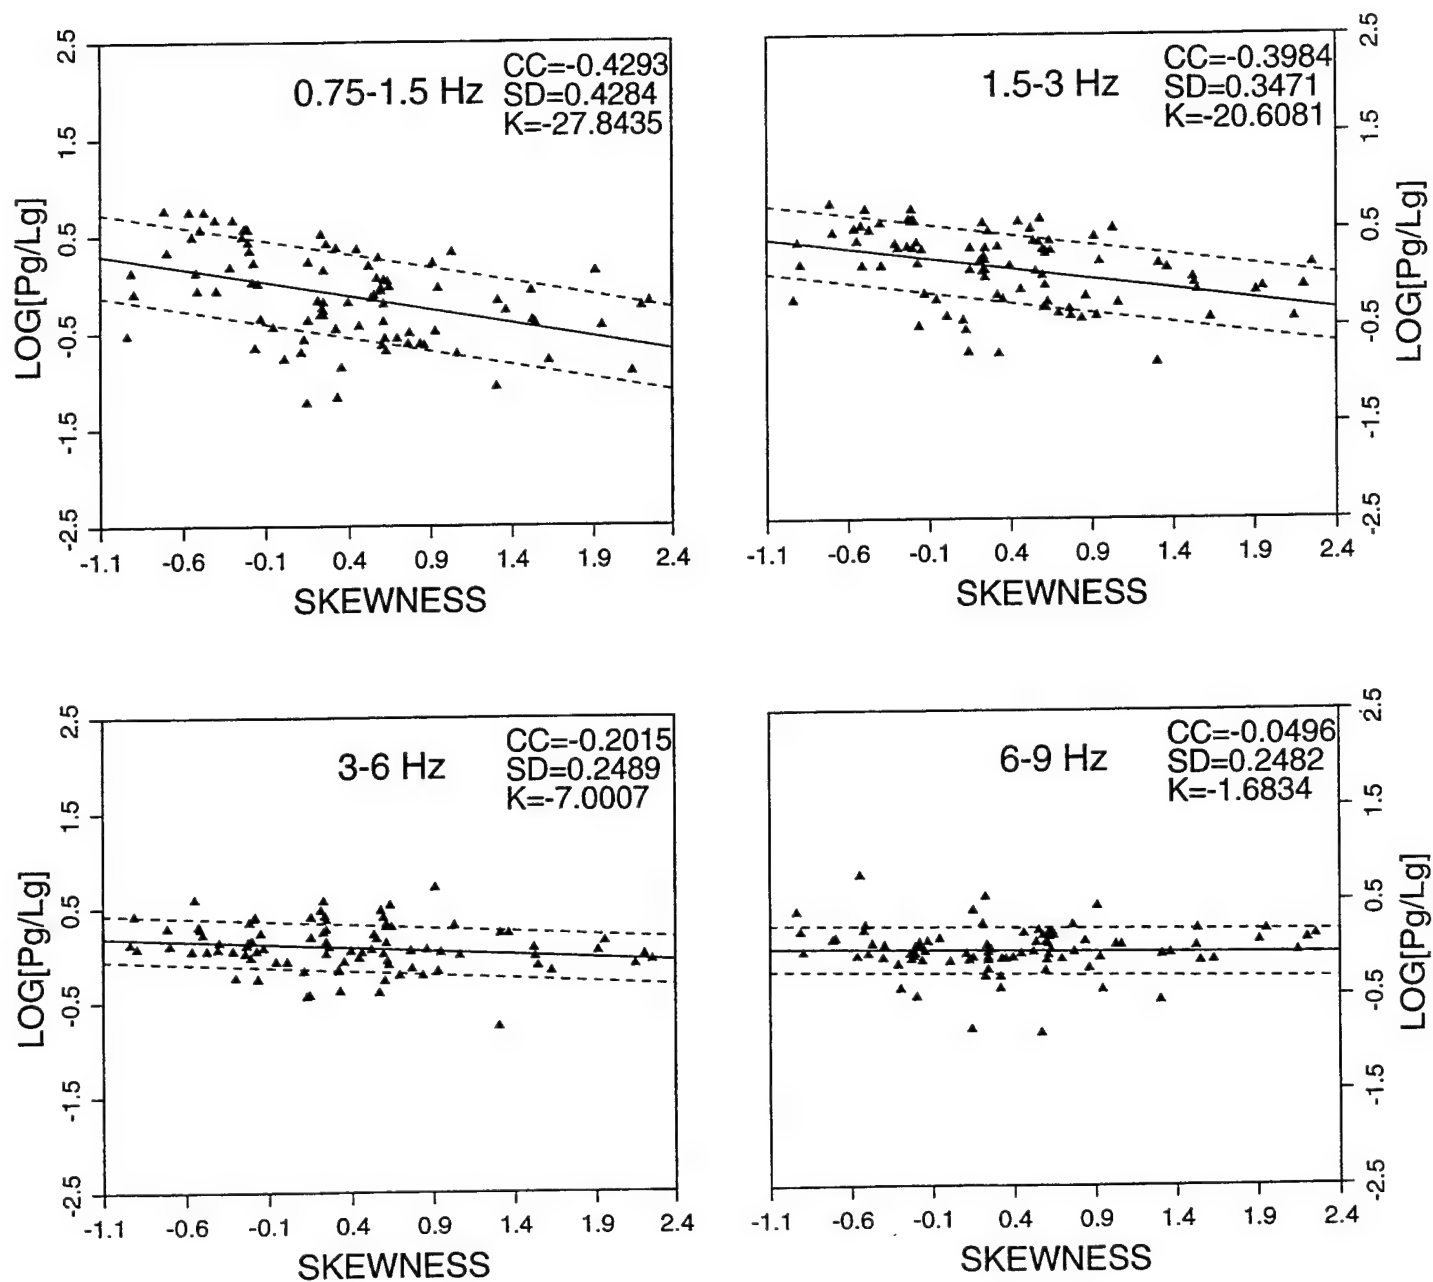 0.75-1.5 Hz
CC=-0.4293
SD=0.4284
K=-27.8435
LOG[Pg/Lg]
2.5
1.5
0.5
-0.5
-1.5
-2.5
-1.1 -0.6 -0.1 0.4 0.9 1.4 1.9 2.4
SKEWNESS
1.5-3 Hz
CC=-0.3984
SD=0.3471
K=-20.6081
LOG[Pg/Lg]
2.5
1.5
0.5
-0.5
-1.5
-2.5
-1.1 -0.6 -0.1 0.4 0.9 1.4 1.9 2.4
SKEWNESS
3-6 Hz
CC=-0.2015
SD=0.2489
K=-7.0007
LOG[Pg/Lg]
2.5
1.5
0.5
-0.5
-1.5
-2.5
-1.1 -0.6 -0.1 0.4 0.9 1.4 1.9 2.4
SKEWNESS
6-9 Hz
CC=-0.0496
SD=0.2482
K=-1.6834
LOG[Pg/Lg]
2.5
1.5
0.5
-0.5
-1.5
-2.5
-1.1 -0.6 -0.1 0.4 0.9 1.4 1.9 2.4
SKEWNESS